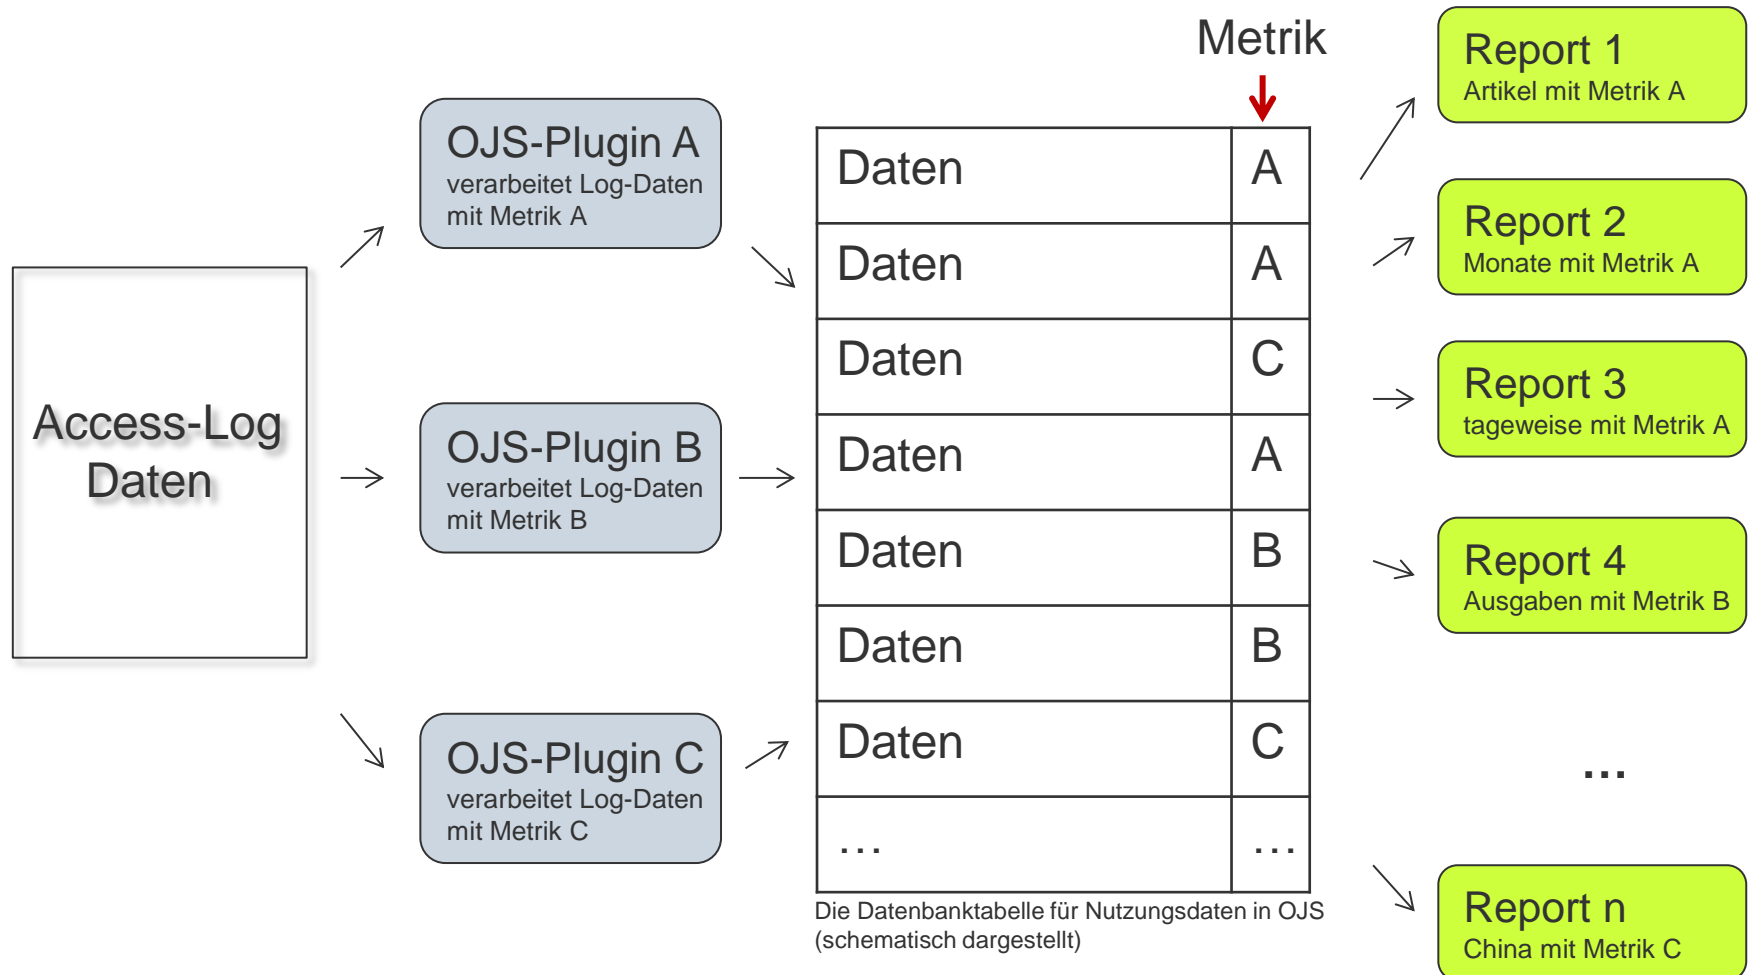 Access-Log
Daten
OJS-Plugin A
verarbeitet Log-Daten
mit Metrik A
OJS-Plugin B
verarbeitet Log-Daten
mit Metrik B
OJS-Plugin C
verarbeitet Log-Daten
mit Metrik C
Metrik
Daten A
Daten A
Daten C
Daten A
Daten B
Daten B
Daten C
... ...
Die Datenbanktabelle für Nutzungsdaten in OJS
(schematisch dargestellt)
Report 1
Artikel mit Metrik A
Report 2
Monate mit Metrik A
Report 3
tageweise mit Metrik A
Report 4
Ausgaben mit Metrik B
...
Report n
China mit Metrik C